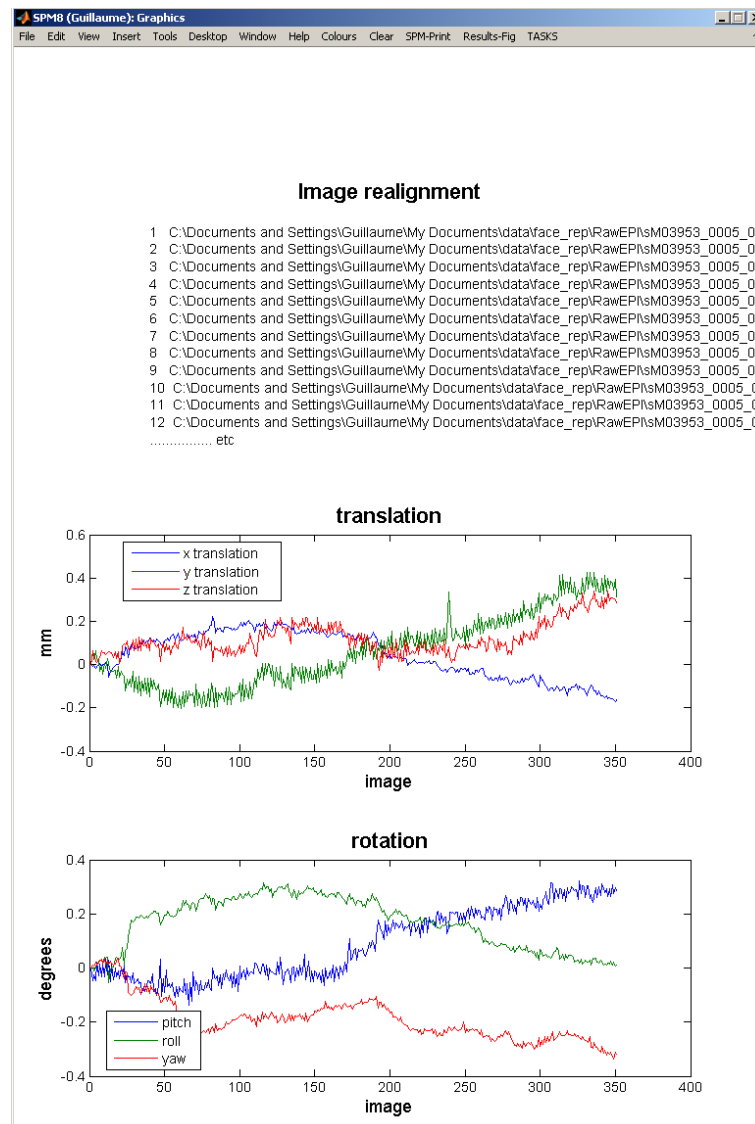 SPM8 (Guillaume): Graphics
File Edit View Insert Tools Desktop Window Help Colours Clear SPM-Print Results-Fig TASKS
Image realignment
1 C:\Documents and Settings\Guillaume\My Documents\data\face_rep\RawEPI\sM03953_0005_0
2 C:\Documents and Settings\Guillaume\My Documents\data\face_rep\RawEPI\sM03953_0005_0
3 C:\Documents and Settings\Guillaume\My Documents\data\face_rep\RawEPI\sM03953_0005_0
4 C:\Documents and Settings\Guillaume\My Documents\data\face_rep\RawEPI\sM03953_0005_0
5 C:\Documents and Settings\Guillaume\My Documents\data\face_rep\RawEPI\sM03953_0005_0
6 C:\Documents and Settings\Guillaume\My Documents\data\face_rep\RawEPI\sM03953_0005_0
7 C:\Documents and Settings\Guillaume\My Documents\data\face_rep\RawEPI\sM03953_0005_0
8 C:\Documents and Settings\Guillaume\My Documents\data\face_rep\RawEPI\sM03953_0005_0
9 C:\Documents and Settings\Guillaume\My Documents\data\face_rep\RawEPI\sM03953_0005_0
10 C:\Documents and Settings\Guillaume\My Documents\data\face_rep\RawEPI\sM03953_0005_0
11 C:\Documents and Settings\Guillaume\My Documents\data\face_rep\RawEPI\sM03953_0005_0
12 C:\Documents and Settings\Guillaume\My Documents\data\face_rep\RawEPI\sM03953_0005_0
................ etc
translation
0.6
0.4
0.2
0
-0.2
-0.4
mm
x translation
y translation
z translation
0 50 100 150 200 250 300 350 400
image
rotation
0.4
0.2
0
-0.2
-0.4
degrees
pitch
roll
yaw
0 50 100 150 200 250 300 350 400
image